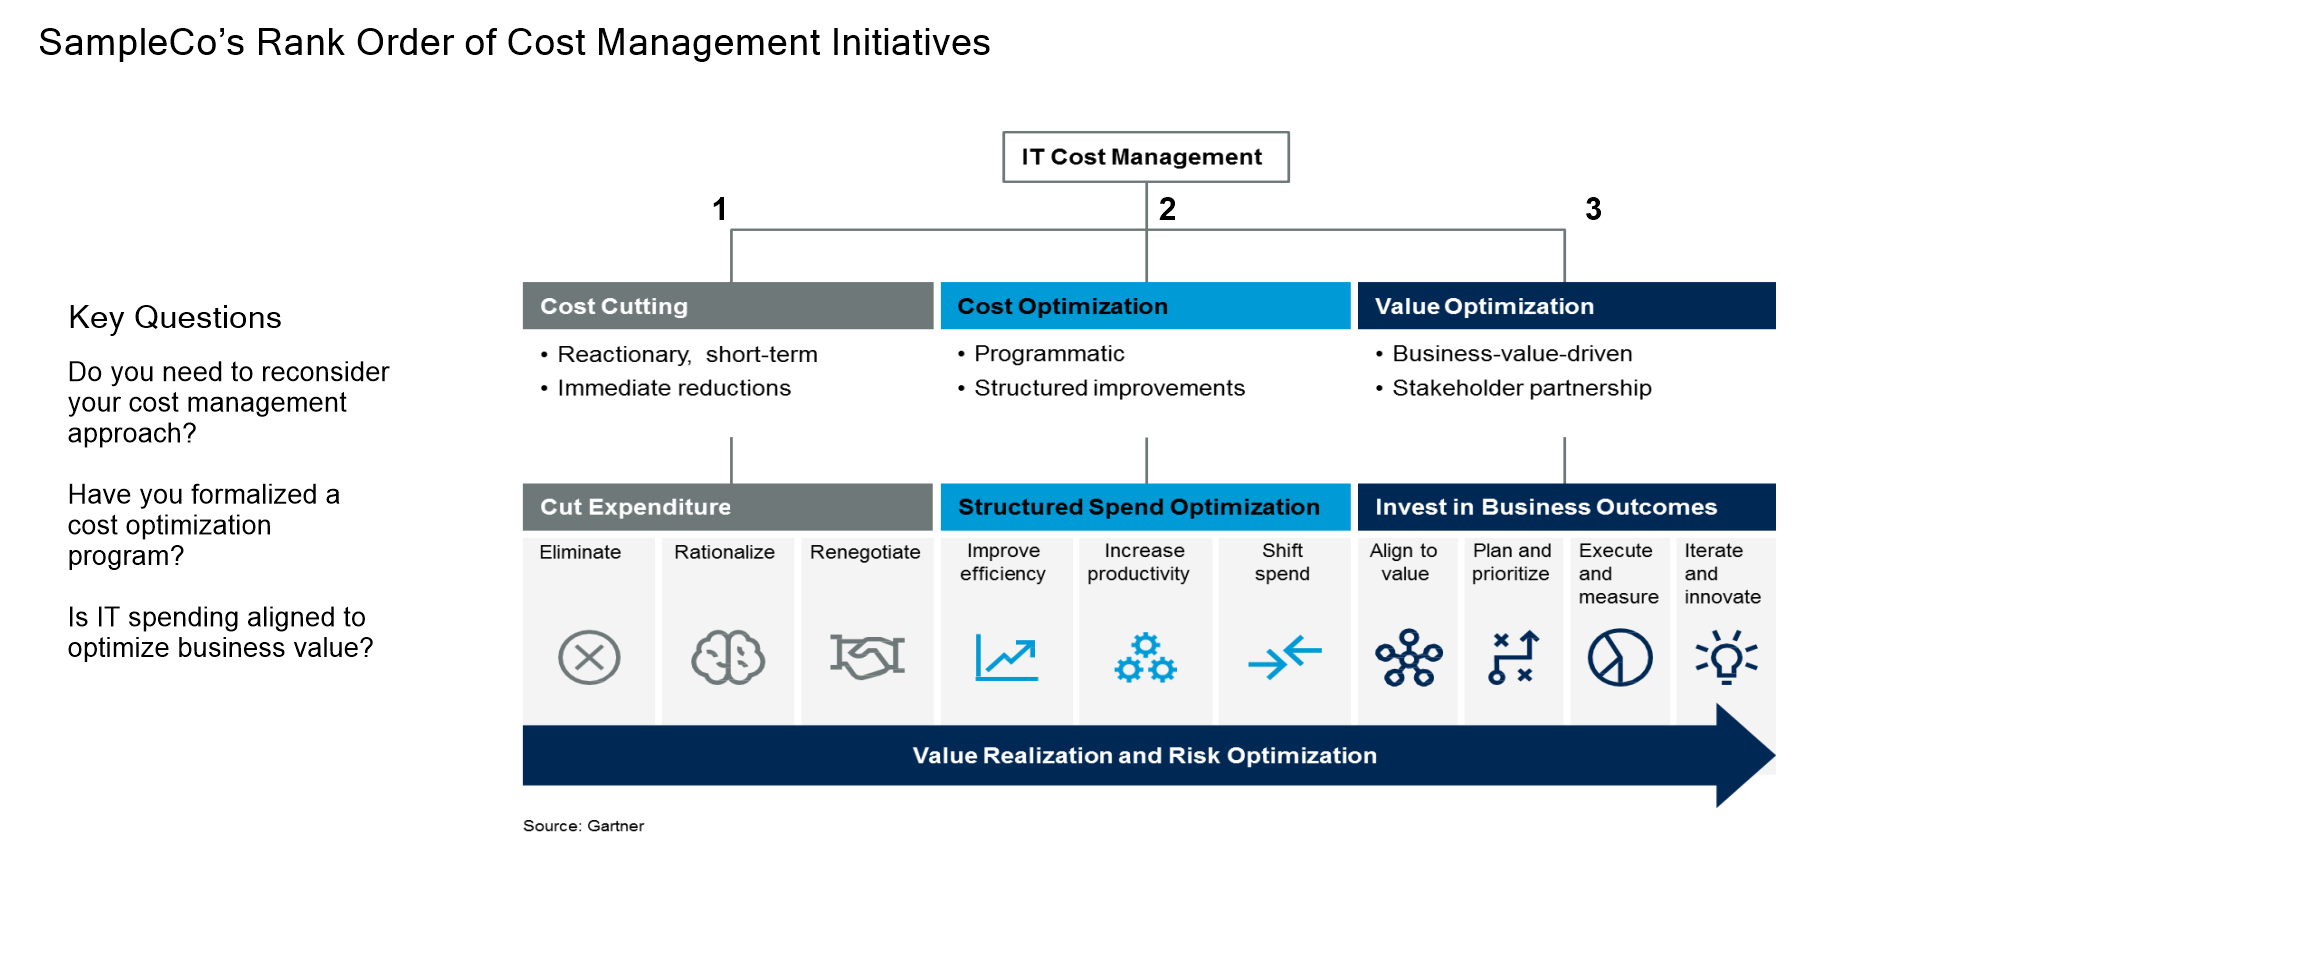 SampleCo’s Rank Order of Cost Management Initiatives
IT Cost Management
1
2
3
Key Questions
Do you need to reconsider
your cost management
approach?
Have you formalized a
cost optimization
program?
Is IT spending aligned to
optimize business value?
Cost Cutting
• Reactionary, short-term
• Immediate reductions
Cost Optimization
• Programmatic
• Structured improvements
Value Optimization
• Business-value-driven
• Stakeholder partnership
Cut Expenditure
Eliminate
Rationalize
Renegotiate
Structured Spend Optimization
Improve
efficiency
Increase
productivity
Shift
spend
Invest in Business Outcomes
Align to
value
Plan and
prioritize
Execute
and
measure
Iterate
and
innovate
Value Realization and Risk Optimization
Source: Gartner